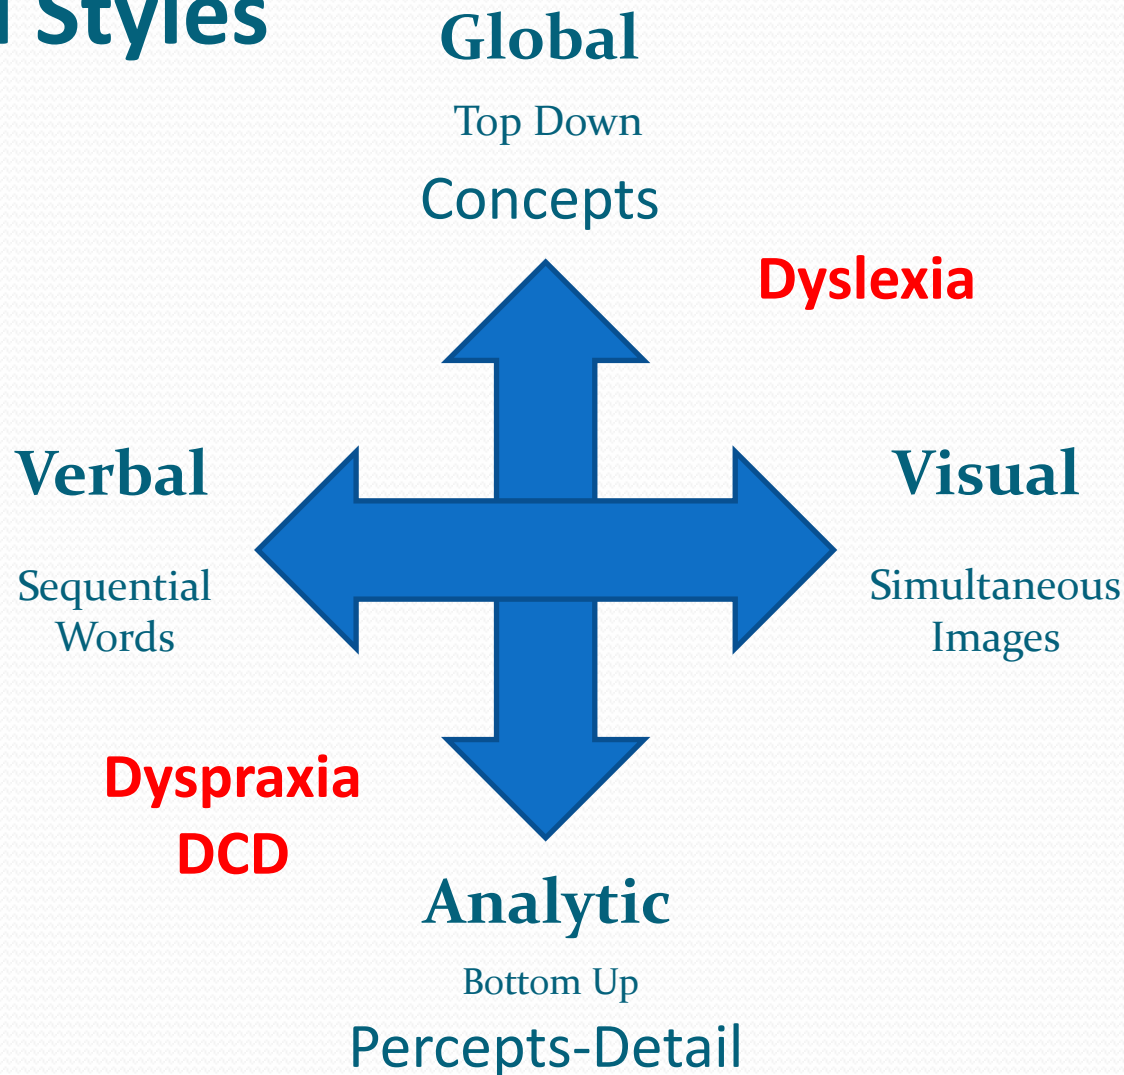 Styles
Global
Top Down
Concepts
Dyslexia
Verbal
Visual
Sequential
Words
Simultaneous
Images
Dyspraxia
DCD
Analytic
Bottom Up
Percepts-Detail